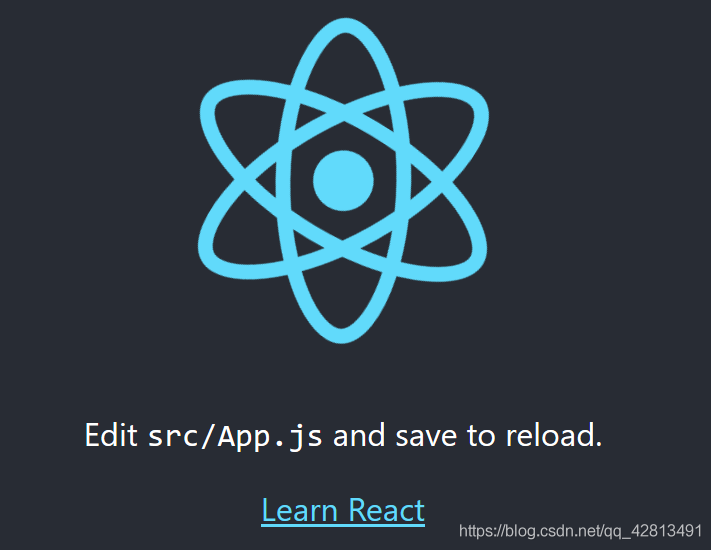 Edit src/App.js and save to reload.
Learn React
https://blog.csdn.net/qq_42813491